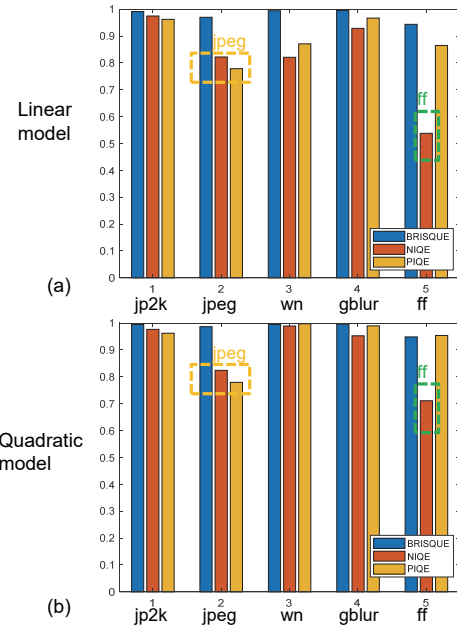 1
0.9
0.8
0.7
0.6
0.5
0.4
0.3
0.2
0.1
0
jpeg
ff
Linear
model
BRISQUE
NIQE
PIQE
1 2 3 4 5
(a)
jp2k jpeg wn gblur ff
1
0.9
0.8
0.7
0.6
0.5
0.4
0.3
0.2
0.1
0
jpeg
ff
Quadratic
model
BRISQUE
NIQE
PIQE
1 2 3 4 5
(b)
jp2k jpeg wn gblur ff